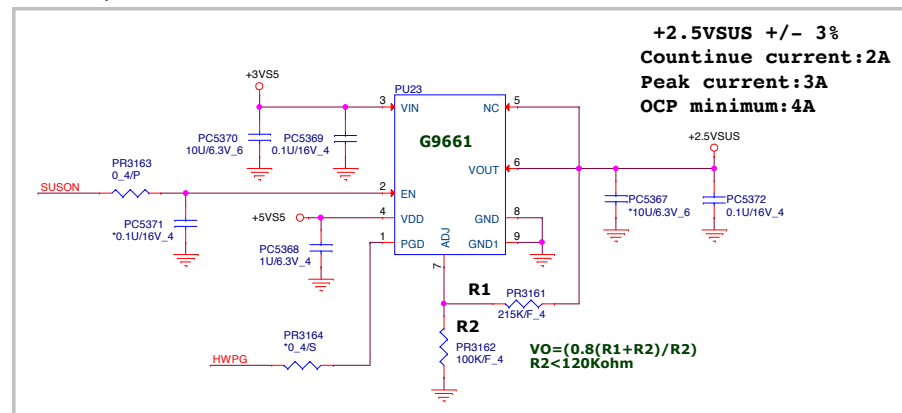 +2.5VSUS +/- 3%
Countinue current:2A
Peak current:3A
OCP minimum:4A
+3VS5
PU23
3
VIN
NC
5
PC5370
10U/6.3V_6
PC5369
0.1U/16V_4
G9661
+2.5VSUS
VOUT
6
PR3163
0_4/P
SUSON
2
EN
PC5367
*10U/6.3V_6
PC5372
0.1U/16V_4
PC5371
*0.1U/16V_4
+5VS5
4
VDD
GND
8
1
PGD
ADJ
GND1
9
PC5368
1U/6.3V_4
7
R1
PR3161
215K/F_4
R2
PR3164
*0_4/S
HWPG
PR3162
100K/F_4
VO=(0.8(R1+R2)/R2)
R2<120Kohm